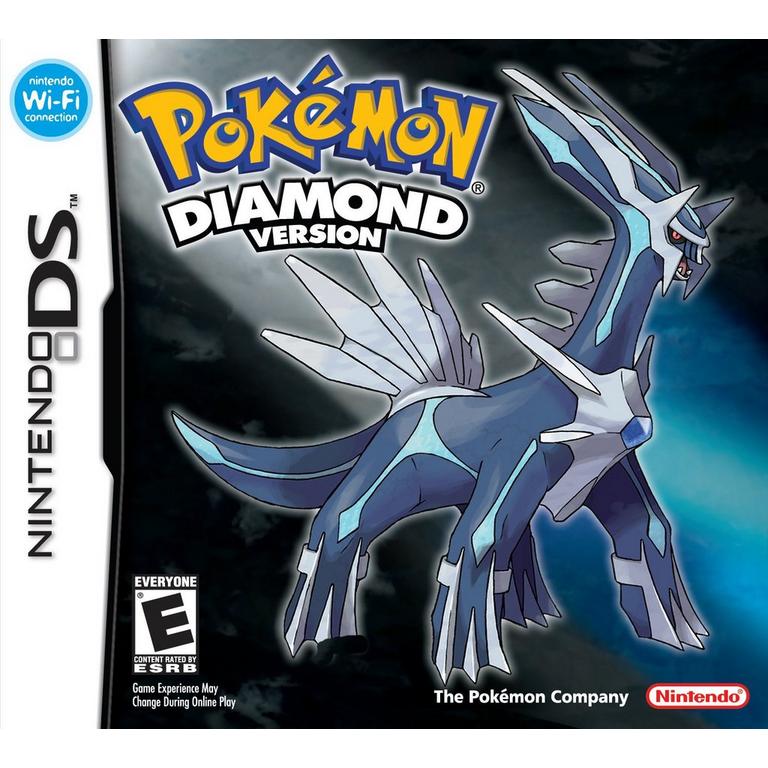 nintendo
Wi-Fi
connection
NINTENDO DS™
POKÉMON®
DIAMOND
VERSION
EVERYONE
E®
CONTENT RATED BY
ESRB
Game Experience May
Change During Online Play
The Pokémon Company
Nintendo®